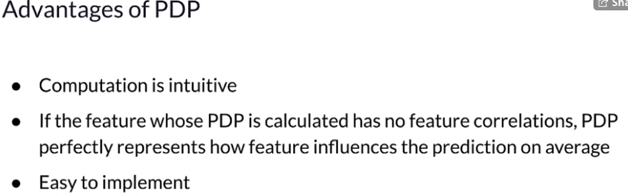 Advantages of PDP
● Computation is intuitive
● If the feature whose PDP is calculated has no feature correlations, PDP
perfectly represents how feature influences the prediction on average
● Easy to implement